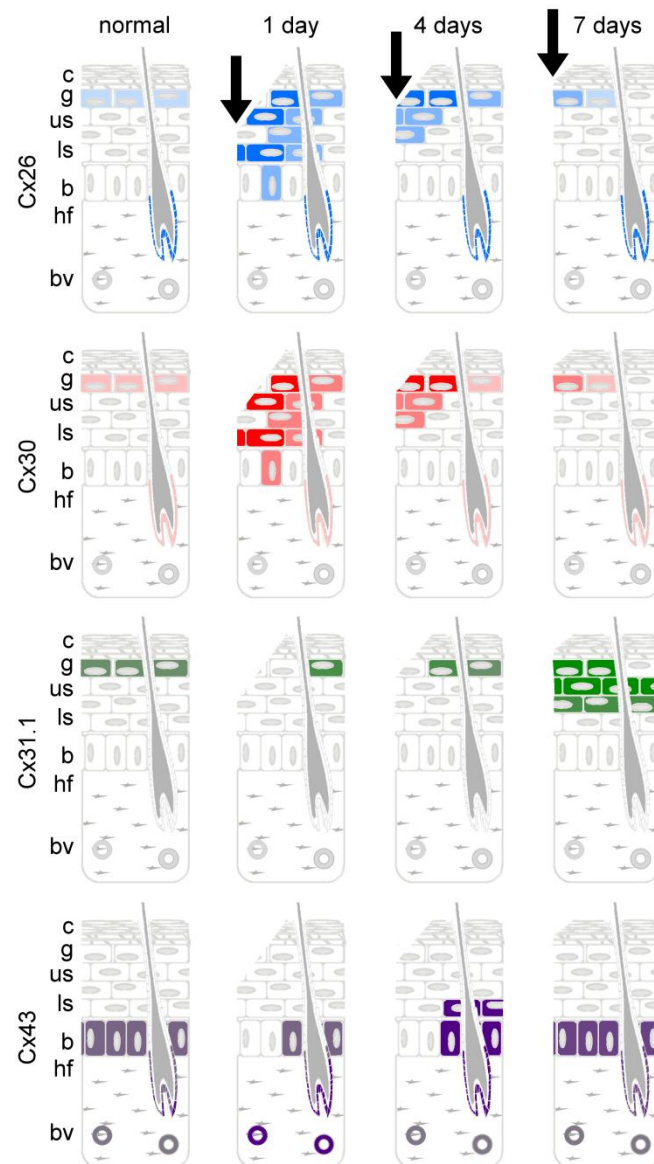 normal 1 day 4 days 7 days
Cx26
c
g
us
ls
b
hf
bv
Cx30
c
g
us
ls
b
hf
bv
Cx31.1
c
g
us
ls
b
hf
bv
Cx43
c
g
us
ls
b
hf
bv